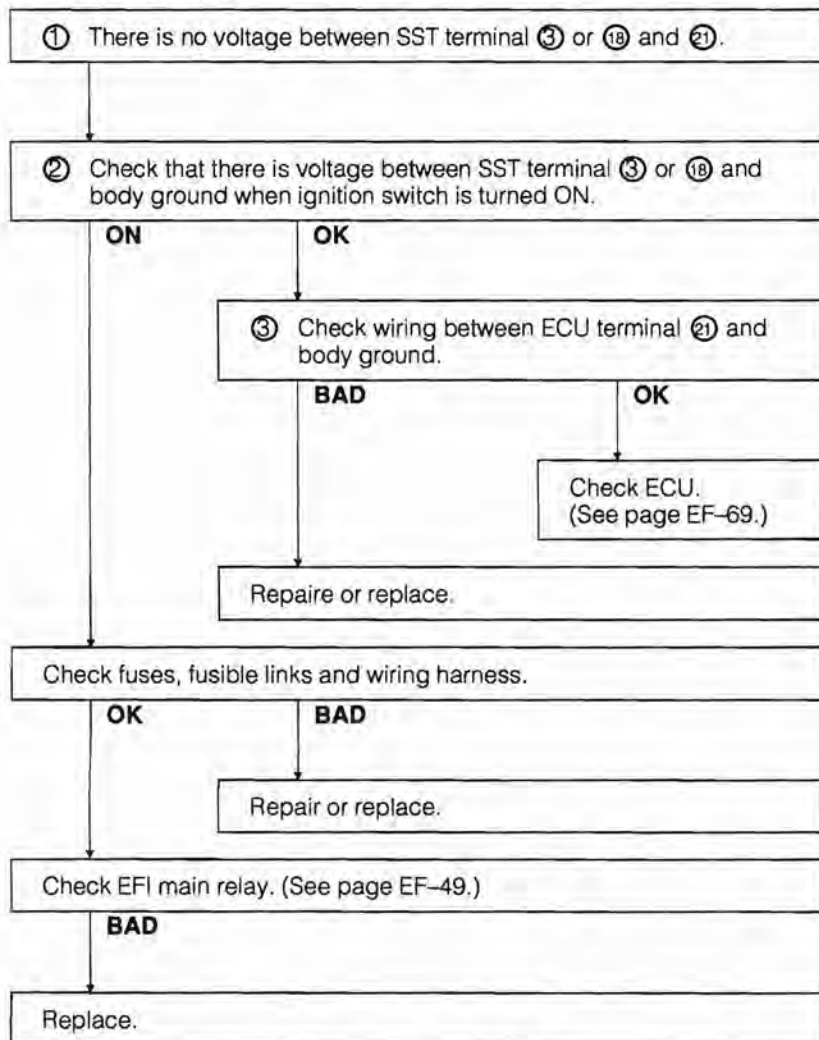 ① There is no voltage between SST terminal ③ or ⑱ and ㉑.
② Check that there is voltage between SST terminal ③ or ⑱ and
body ground when ignition switch is turned ON.
ON OK
③ Check wiring between ECU terminal ㉑ and
body ground.
BAD OK
Check ECU.
(See page EF–69.)
Repaire or replace.
Check fuses, fusible links and wiring harness.
OK BAD
Repair or replace.
Check EFI main relay. (See page EF–49.)
BAD
Replace.